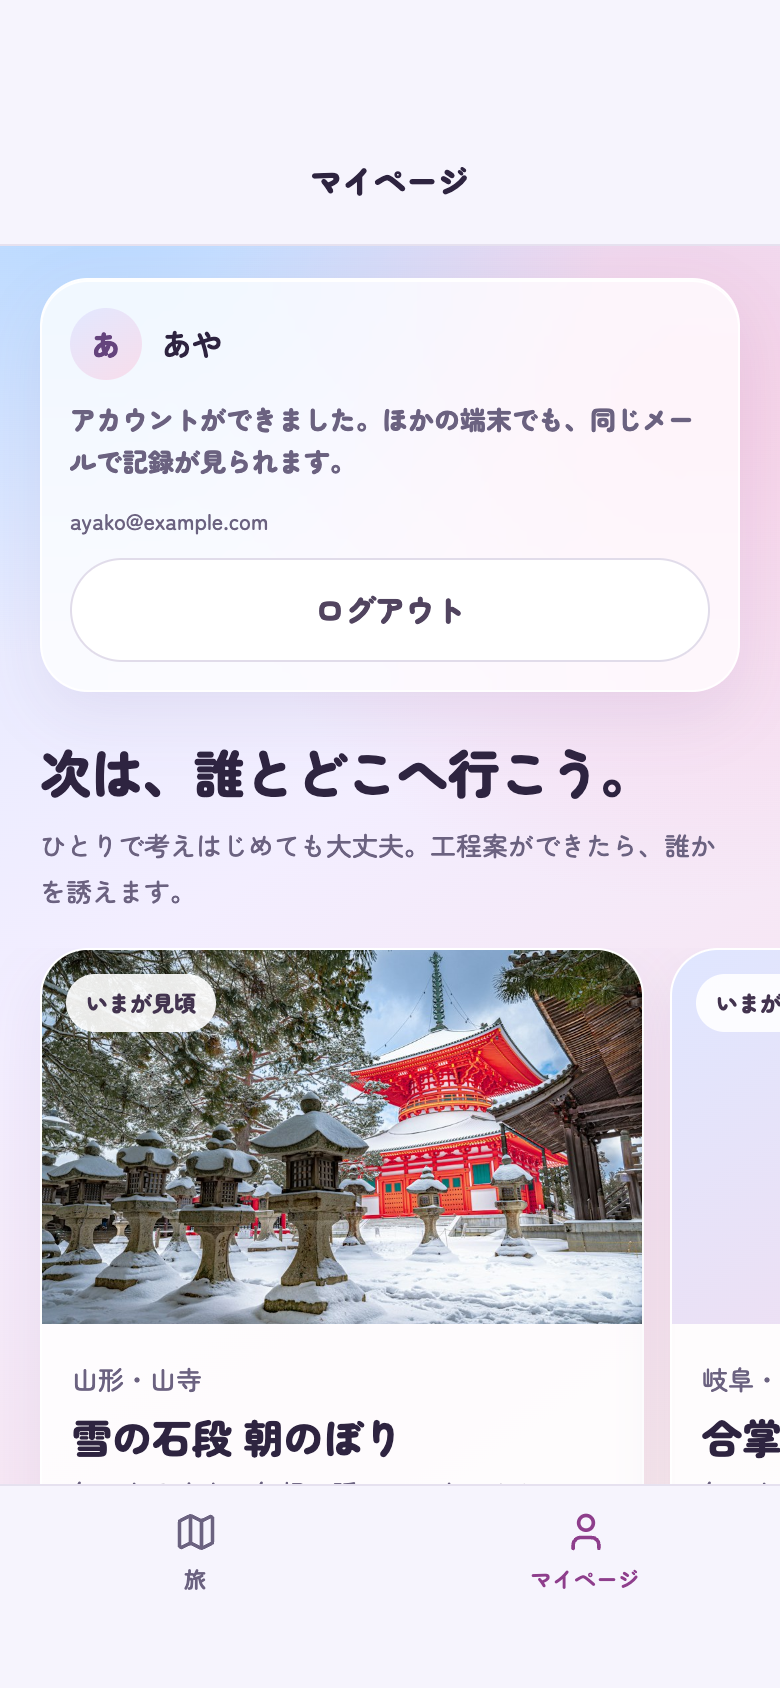 マイページ
あ
あや
アカウントができました。ほかの端末でも、同じメー
ルで記録が見られます。
ayako@example.com
ログアウト
次は、誰とどこへ行こう。
ひとりで考えはじめても大丈夫。工程案ができたら、誰か
を誘えます。
いまが見頃
いまが
山形・山寺
岐阜・
雪の石段 朝のぼり
合掌
旅
マイページ